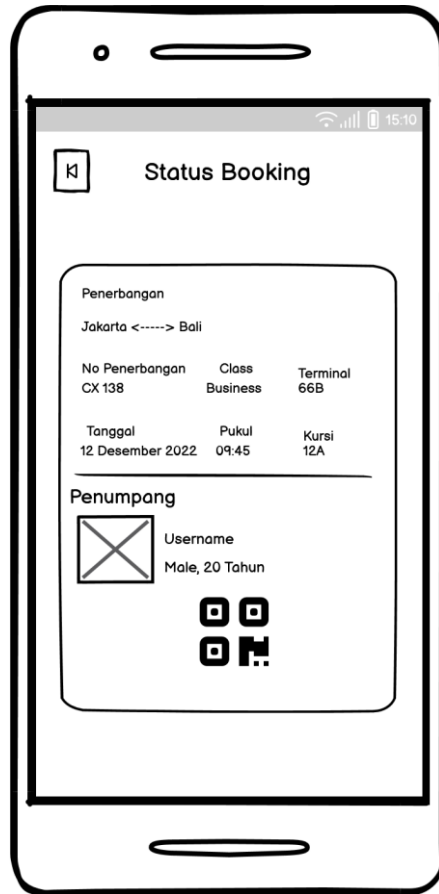 15:10
Status Booking
Penerbangan
Jakarta <-----> Bali
No Penerbangan Class Terminal
CX 138 Business 66B
Tanggal Pukul Kursi
12 Desember 2022 09:45 12A
Penumpang
Username
Male, 20 Tahun